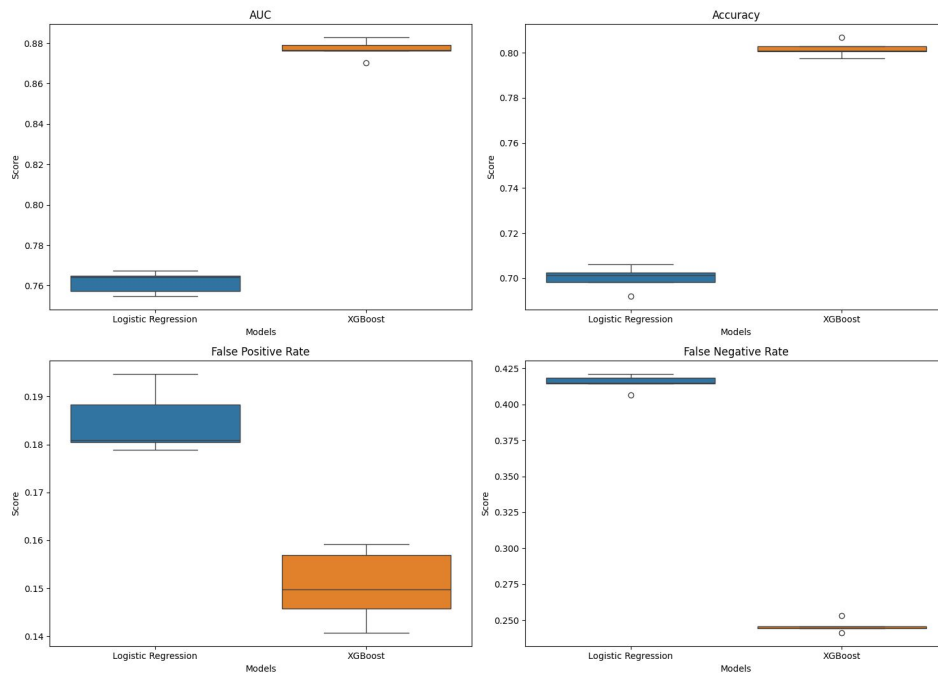 AUC
0.88
0.86
0.84
0.82
0.80
0.78
0.76
Score
Logistic Regression
XGBoost
Models
Accuracy
0.80
0.78
0.76
0.74
0.72
0.70
Score
Logistic Regression
XGBoost
Models
False Positive Rate
0.19
0.18
0.17
0.16
0.15
0.14
Score
Logistic Regression
XGBoost
Models
False Negative Rate
0.425
0.400
0.375
0.350
0.325
0.300
0.275
0.250
Score
Logistic Regression
XGBoost
Models